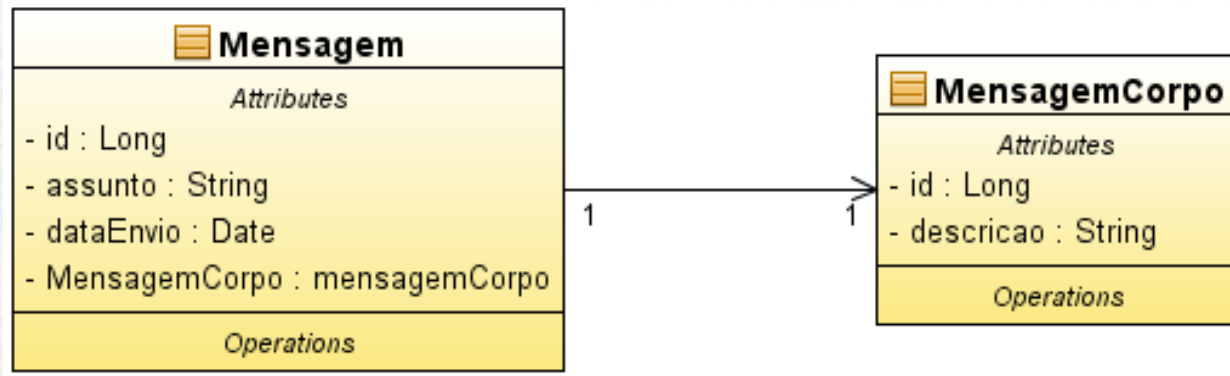 Mensagem
Attributes
- id : Long
- assunto : String
- dataEnvio : Date
- MensagemCorpo : mensagemCorpo
Operations
1
1
MensagemCorpo
Attributes
- id : Long
- descricao : String
Operations